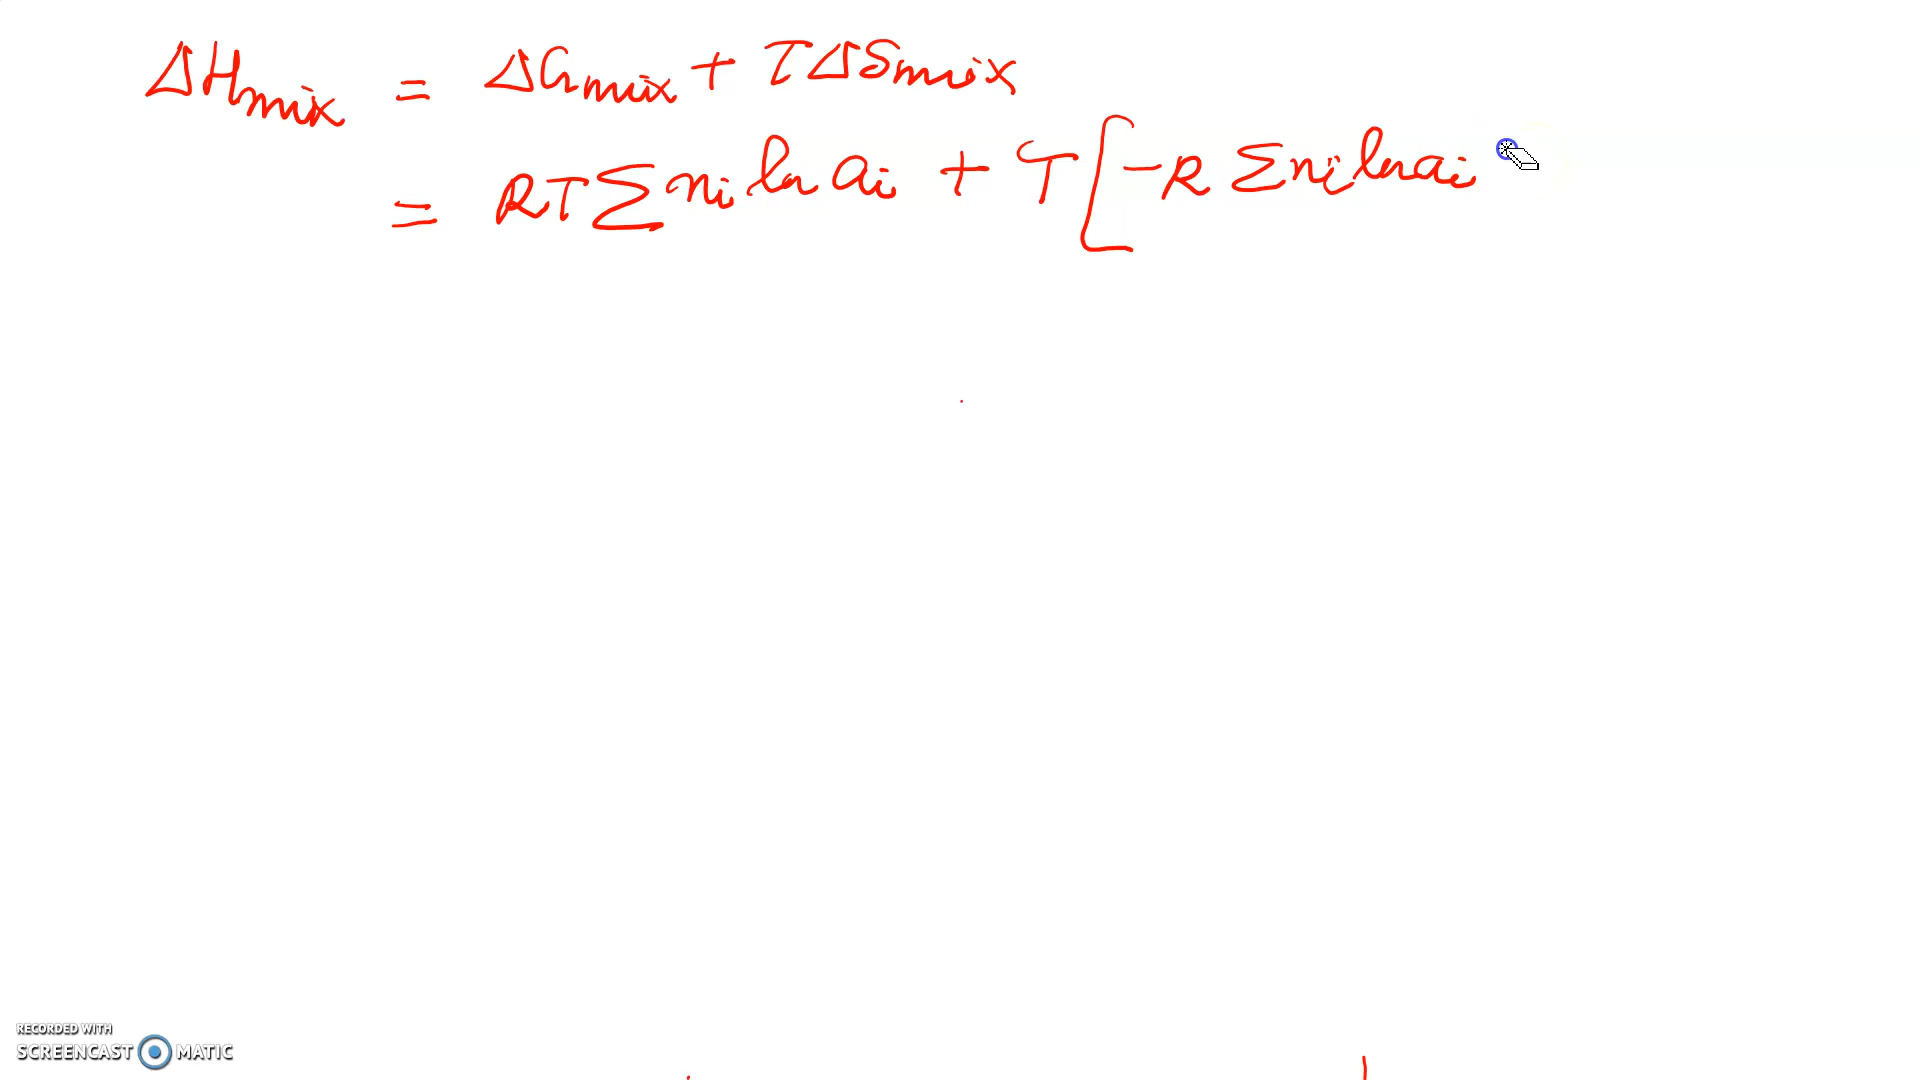 ΔHmix = ΔGmix + TΔSmix
= RT Σ ni ln ai + T [ -R Σ ni ln ai
RECORDED WITH
SCREENCAST MATIC